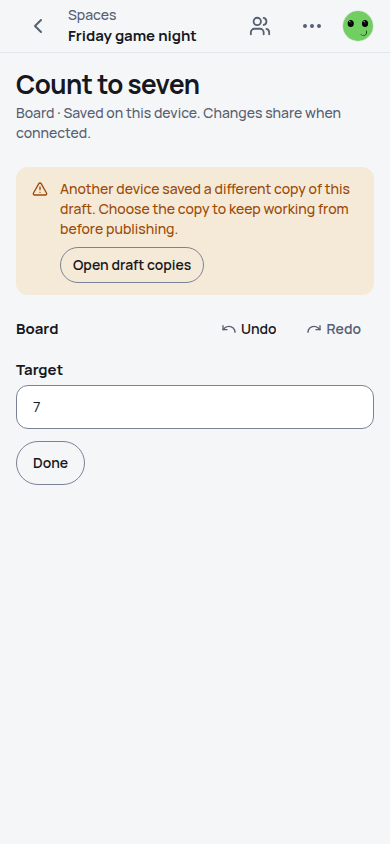 Spaces
Friday game night
Count to seven
Board · Saved on this device. Changes share when
connected.
Another device saved a different copy of this
draft. Choose the copy to keep working from
before publishing.
Open draft copies
Board
Undo
Redo
Target
7
Done